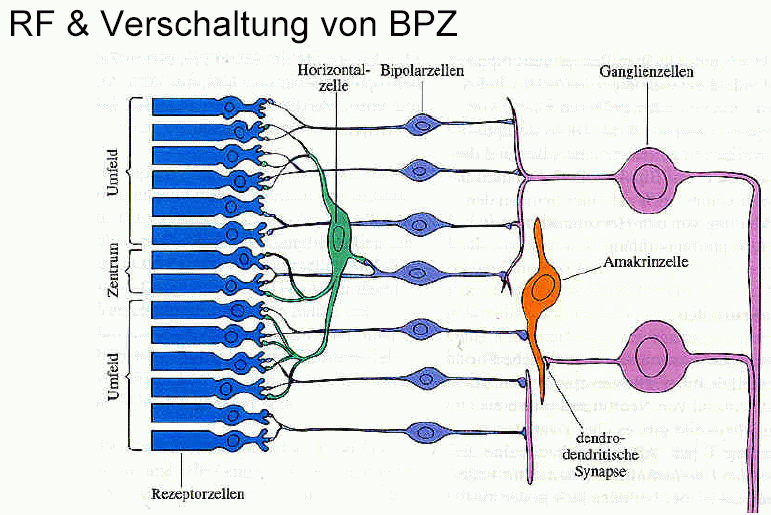 RF & Verschaltung von BPZ
Horizontal-
zelle
Bipolarzellen
Ganglienzellen
Umfeld
Zentrum
Umfeld
Amakrinzelle
dendro-
dendritische
Synapse
Rezeptorzellen